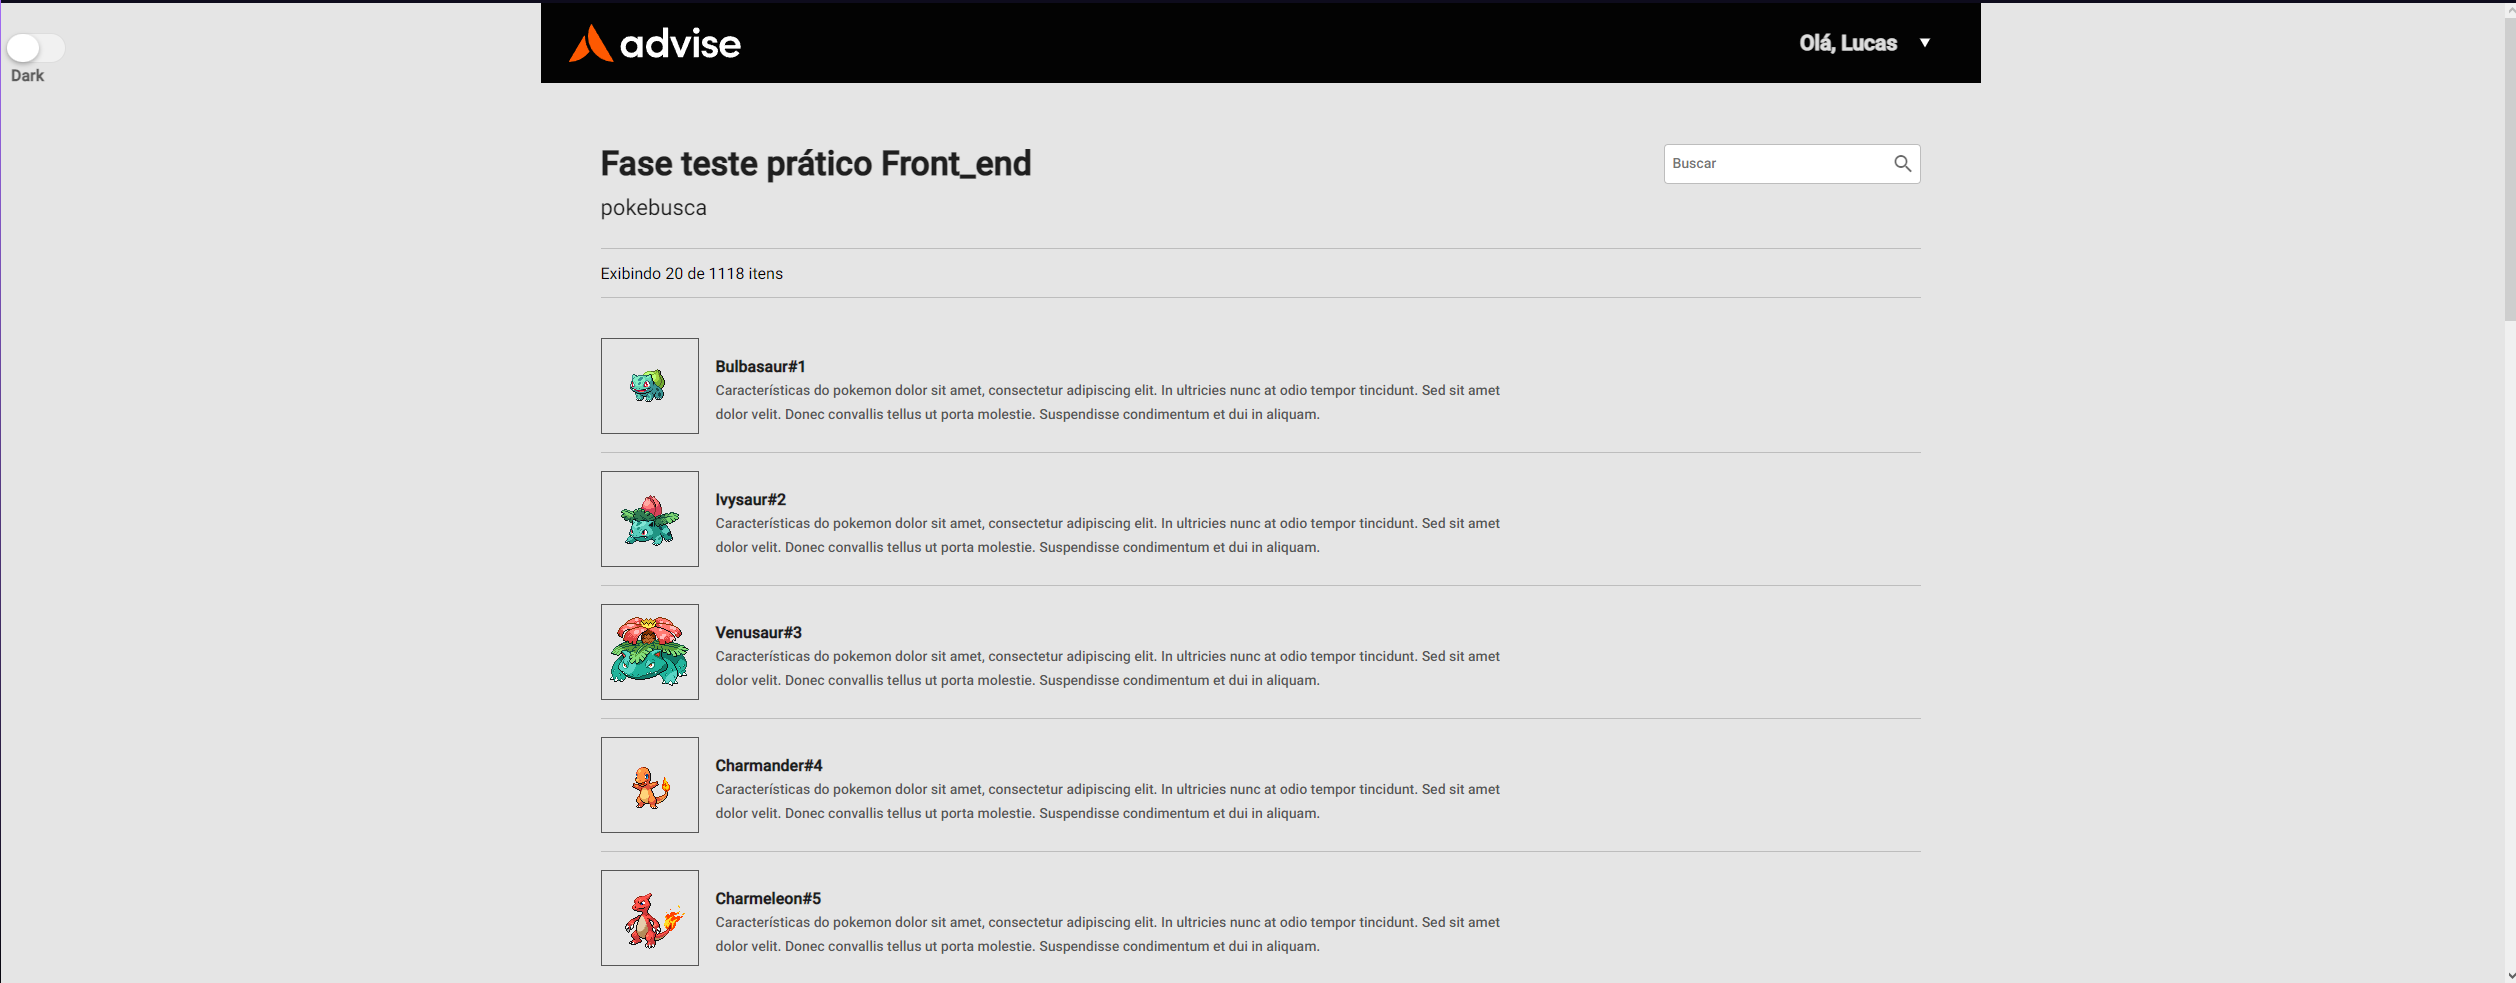 Dark
advise
Olá, Lucas
Fase teste prático Front_end
Buscar
pokebusca
Exibindo 20 de 1118 itens
Bulbasaur#1
Características do pokemon dolor sit amet, consectetur adipiscing elit. In ultricies nunc at odio tempor tincidunt. Sed sit amet
dolor velit. Donec convallis tellus ut porta molestie. Suspendisse condimentum et dui in aliquam.
Ivysaur#2
Características do pokemon dolor sit amet, consectetur adipiscing elit. In ultricies nunc at odio tempor tincidunt. Sed sit amet
dolor velit. Donec convallis tellus ut porta molestie. Suspendisse condimentum et dui in aliquam.
Venusaur#3
Características do pokemon dolor sit amet, consectetur adipiscing elit. In ultricies nunc at odio tempor tincidunt. Sed sit amet
dolor velit. Donec convallis tellus ut porta molestie. Suspendisse condimentum et dui in aliquam.
Charmander#4
Características do pokemon dolor sit amet, consectetur adipiscing elit. In ultricies nunc at odio tempor tincidunt. Sed sit amet
dolor velit. Donec convallis tellus ut porta molestie. Suspendisse condimentum et dui in aliquam.
Charmeleon#5
Características do pokemon dolor sit amet, consectetur adipiscing elit. In ultricies nunc at odio tempor tincidunt. Sed sit amet
dolor velit. Donec convallis tellus ut porta molestie. Suspendisse condimentum et dui in aliquam.